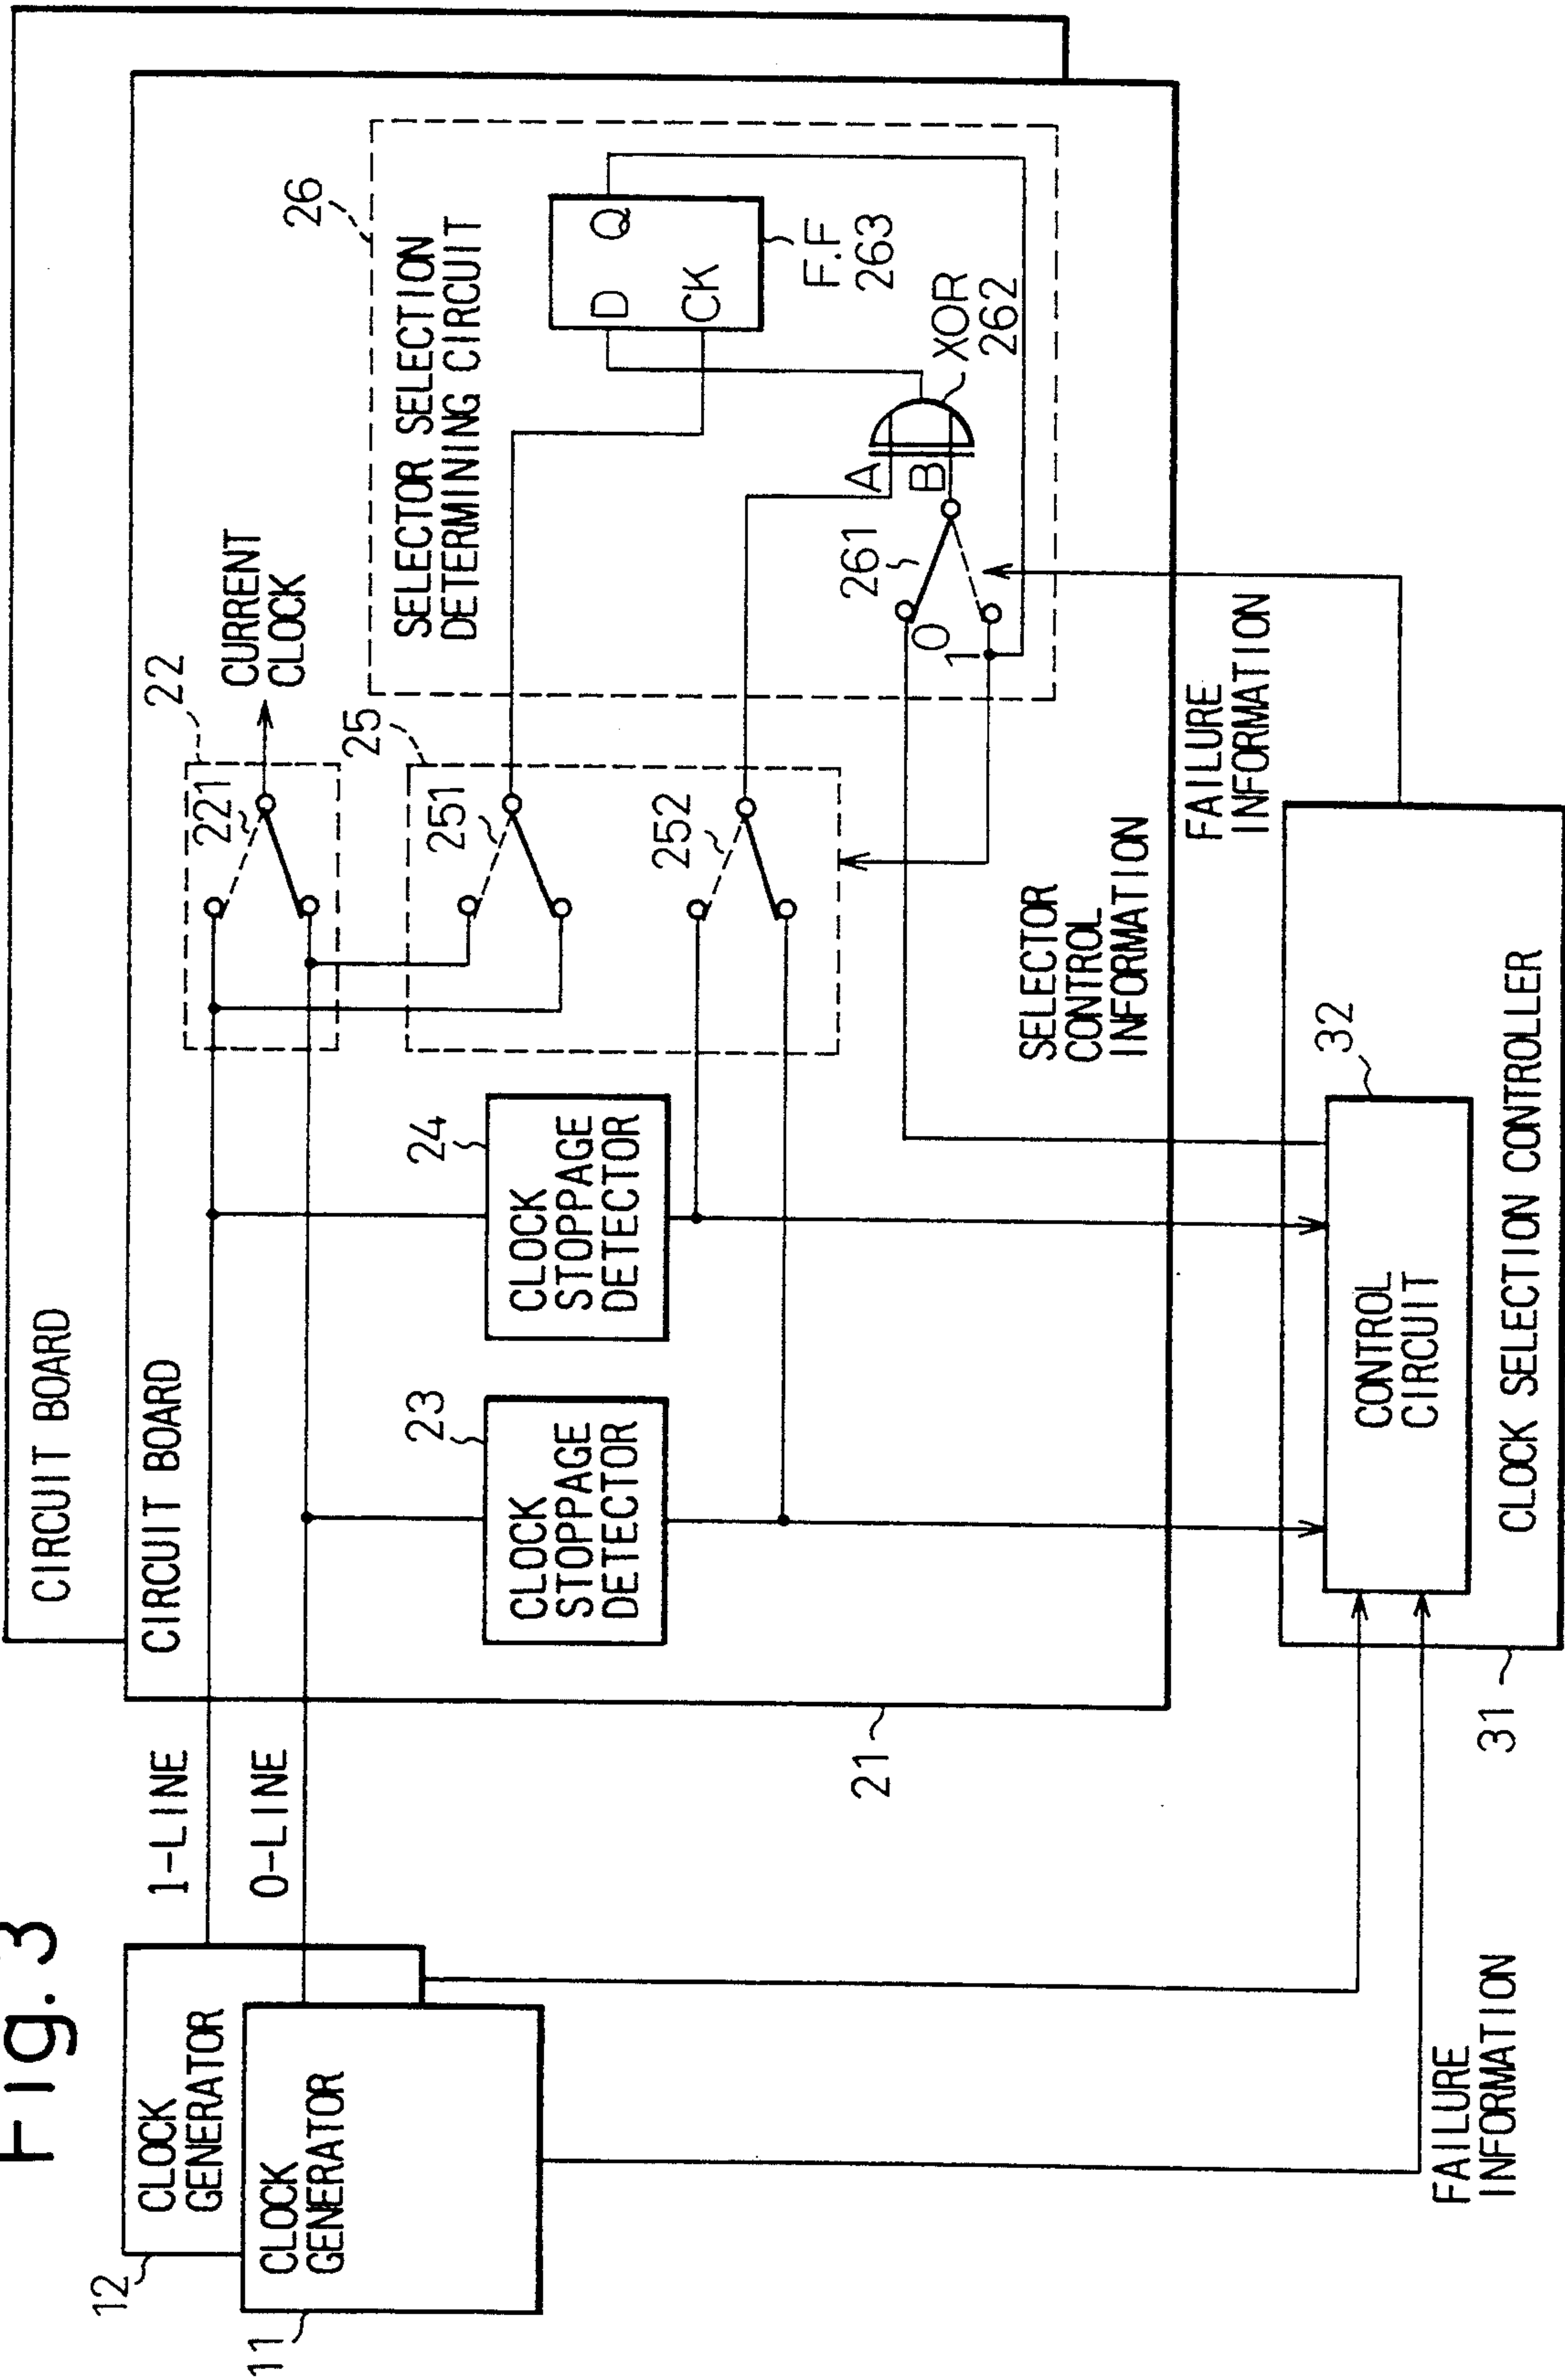 Fig. 3
CIRCUIT BOARD
CIRCUIT BOARD
12
CLOCK
GENERATOR
11
CLOCK
GENERATOR
1-LINE
0-LINE
21
23
CLOCK
STOPPAGE
DETECTOR
24
CLOCK
STOPPAGE
DETECTOR
22
221
CURRENT
CLOCK
25
251
252
26
SELECTOR SELECTION
DETERMINING CIRCUIT
D Q
CK
F.F
263
XOR
262
A
B
261
0
1
SELECTOR
CONTROL
INFORMATION
FAILURE
INFORMATION
32
CONTROL
CIRCUIT
CLOCK SELECTION CONTROLLER
31
FAILURE
INFORMATION